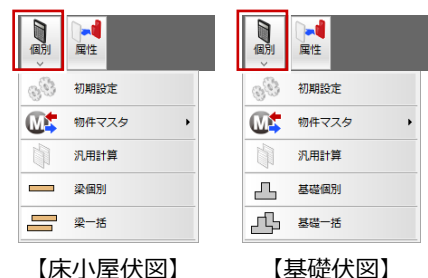 個別
属性
初期設定
M 物件マスタ
汎用計算
梁個別
梁一括
【床小屋伏図】
個別
属性
初期設定
M 物件マスタ
汎用計算
基礎個別
基礎一括
【基礎伏図】